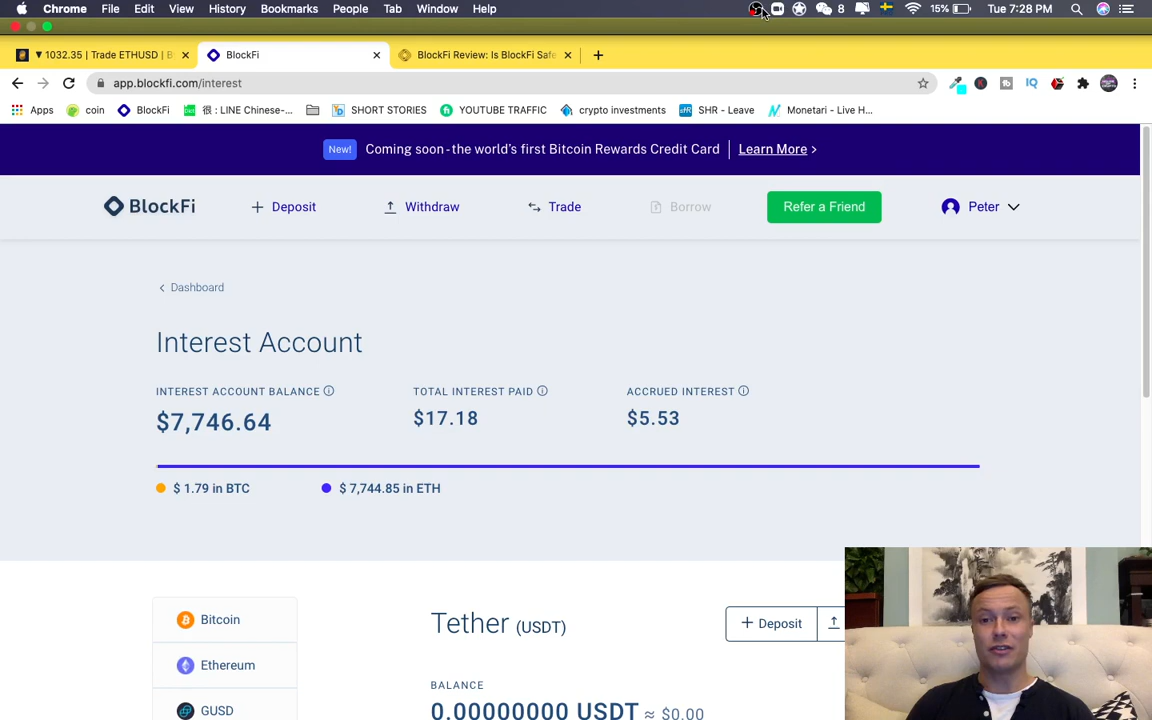 Chrome File Edit View History Bookmarks People Tab Window Help 8 15% Tue 7:28 PM
▼1032.35 | Trade ETHUSD | B × BlockFi × BlockFi Review: Is BlockFi Safe × +
app.blockfi.com/interest
Apps coin BlockFi 很 : LINE Chinese-... SHORT STORIES YOUTUBE TRAFFIC crypto investments SHR - Leave Monetari - Live H...
New! Coming soon - the world's first Bitcoin Rewards Credit Card | Learn More >
BlockFi + Deposit Withdraw Trade Borrow Refer a Friend Peter
< Dashboard
Interest Account
INTEREST ACCOUNT BALANCE TOTAL INTEREST PAID ACCRUED INTEREST
$7,746.64 $17.18 $5.53
$ 1.79 in BTC $ 7,744.85 in ETH
Bitcoin
Tether (USDT) + Deposit
Ethereum
BALANCE
GUSD
0.00000000 USDT ≈ $0.00